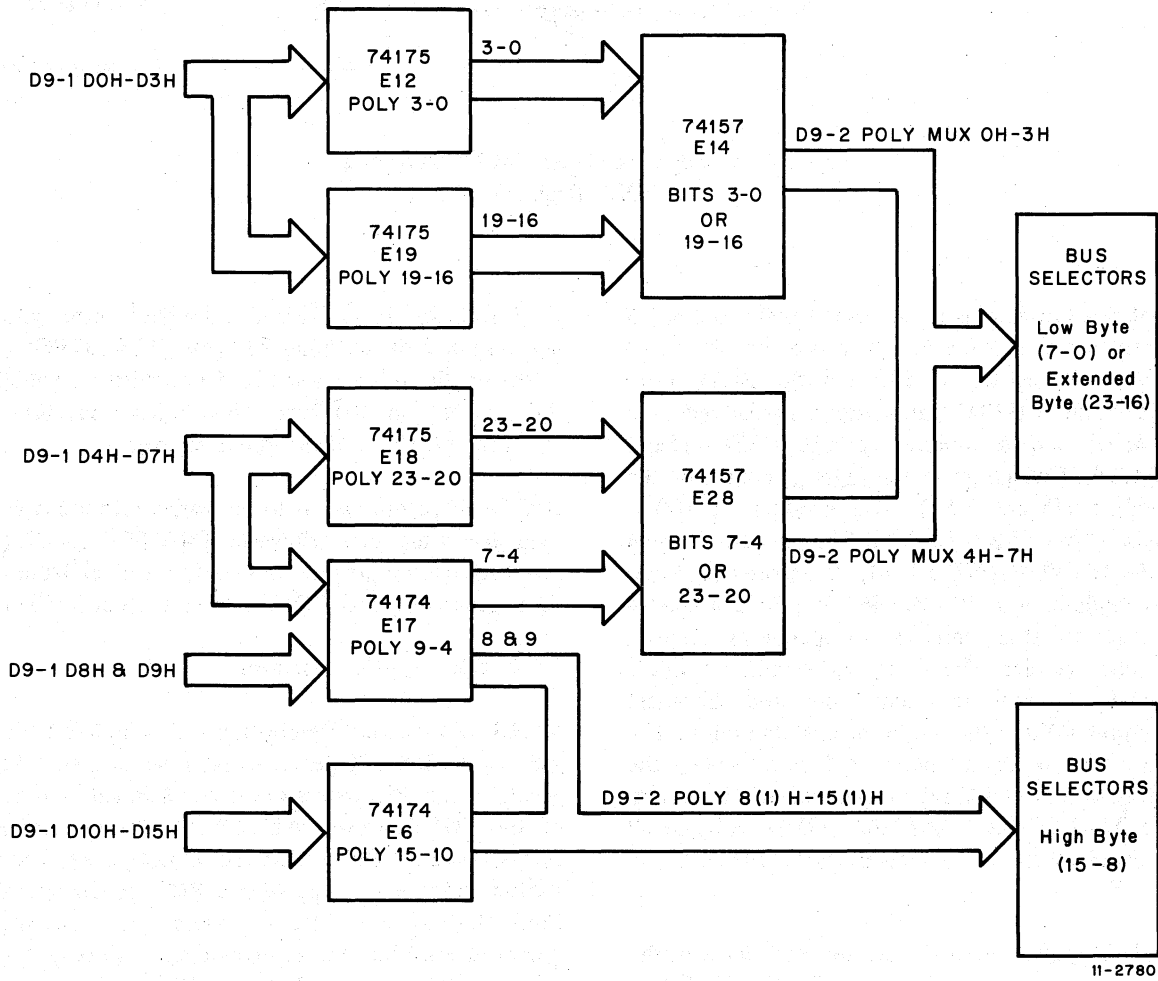 D9-1 D0H-D3H
74175
E12
POLY 3-0
3-0
74157
E14
BITS 3-0
OR
19-16
D9-2 POLY MUX 0H-3H
74175
E19
POLY 19-16
19-16
BUS
SELECTORS
Low Byte
(7-0) or
Extended
Byte (23-16)
D9-1 D4H-D7H
74175
E18
POLY 23-20
23-20
74157
E28
BITS 7-4
OR
23-20
D9-2 POLY MUX 4H-7H
74174
E17
POLY 9-4
7-4
8 & 9
D9-1 D8H & D9H
D9-1 D10H-D15H
74174
E6
POLY 15-10
D9-2 POLY 8(1) H-15(1)H
BUS
SELECTORS
High Byte
(15-8)
11-2780